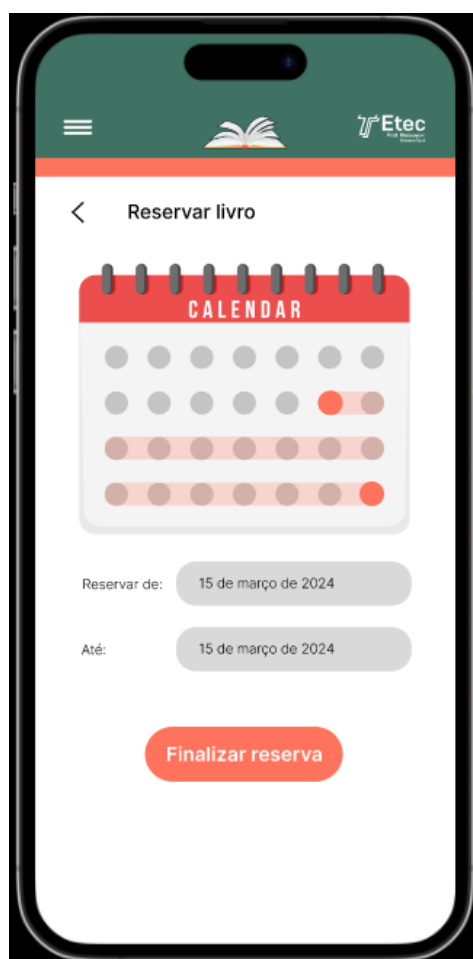 Etec
Reservar livro
CALENDAR
Reservar de:
15 de março de 2024
Até:
15 de março de 2024
Finalizar reserva